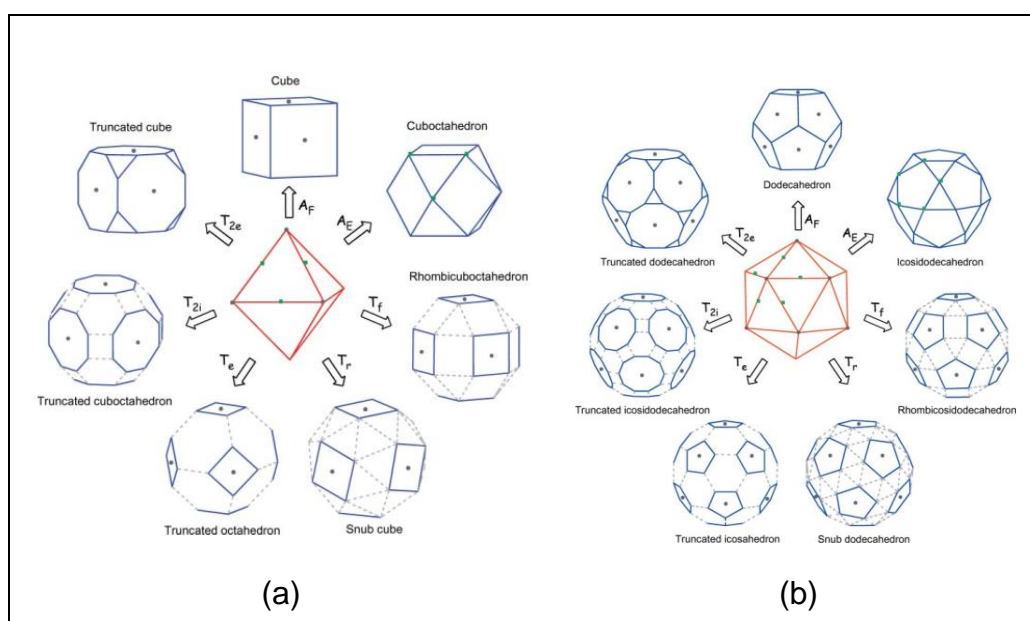 Cube
Truncated cube
Cuboctahedron
A_F
T_2e
A_E
Rhombicuboctahedron
T_2i
T_f
Truncated cuboctahedron
T_e
T_r
Truncated octahedron
Snub cube
(a)
Dodecahedron
A_F
T_2e
A_E
Truncated dodecahedron
Icosidodecahedron
T_2i
T_f
Truncated icosidodecahedron
T_e
T_r
Rhombicosidodecahedron
Truncated icosahedron
Snub dodecahedron
(b)